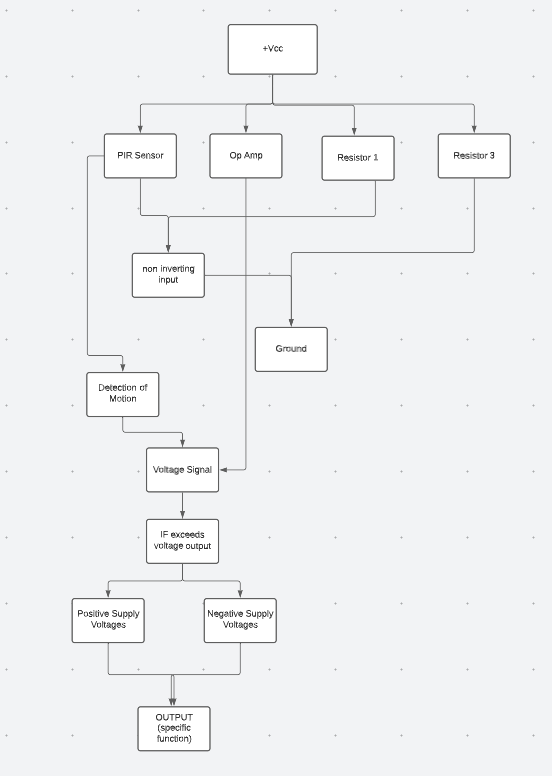 +Vcc
PIR Sensor
Op Amp
Resistor 1
Resistor 3
non inverting
input
Ground
Detection of
Motion
Voltage Signal
IF exceeds
voltage output
Positive Supply
Voltages
Negative Supply
Voltages
OUTPUT
(specific
function)